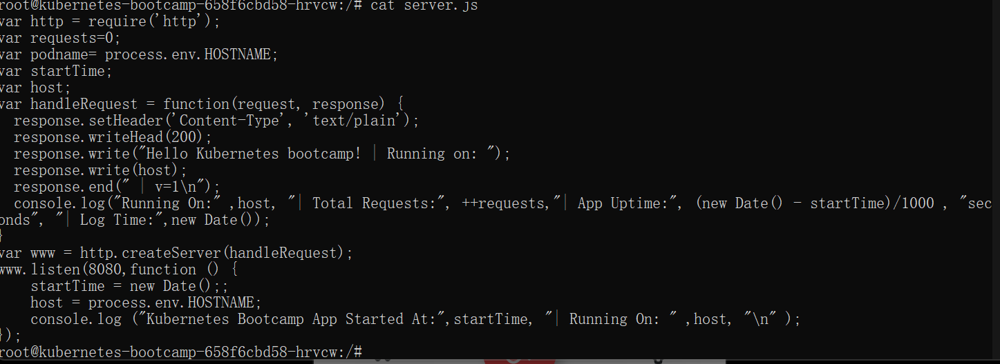 root@kubernetes-bootcamp-658f6cbd58-hrvcw:/# cat server.js
var http = require('http');
var requests=0;
var podname= process.env.HOSTNAME;
var startTime;
var host;
var handleRequest = function(request, response) {
  response.setHeader('Content-Type', 'text/plain');
  response.writeHead(200);
  response.write("Hello Kubernetes bootcamp! | Running on: ");
  response.write(host);
  response.end(" | v=1\n");
  console.log("Running On:" ,host, "| Total Requests:", ++requests,"| App Uptime:", (new Date() - startTime)/1000 , "sec
onds", "| Log Time:",new Date());
}
var www = http.createServer(handleRequest);
www.listen(8080,function () {
    startTime = new Date();;
    host = process.env.HOSTNAME;
    console.log ("Kubernetes Bootcamp App Started At:",startTime, "| Running On: " ,host, "\n" );
});
root@kubernetes-bootcamp-658f6cbd58-hrvcw:/#